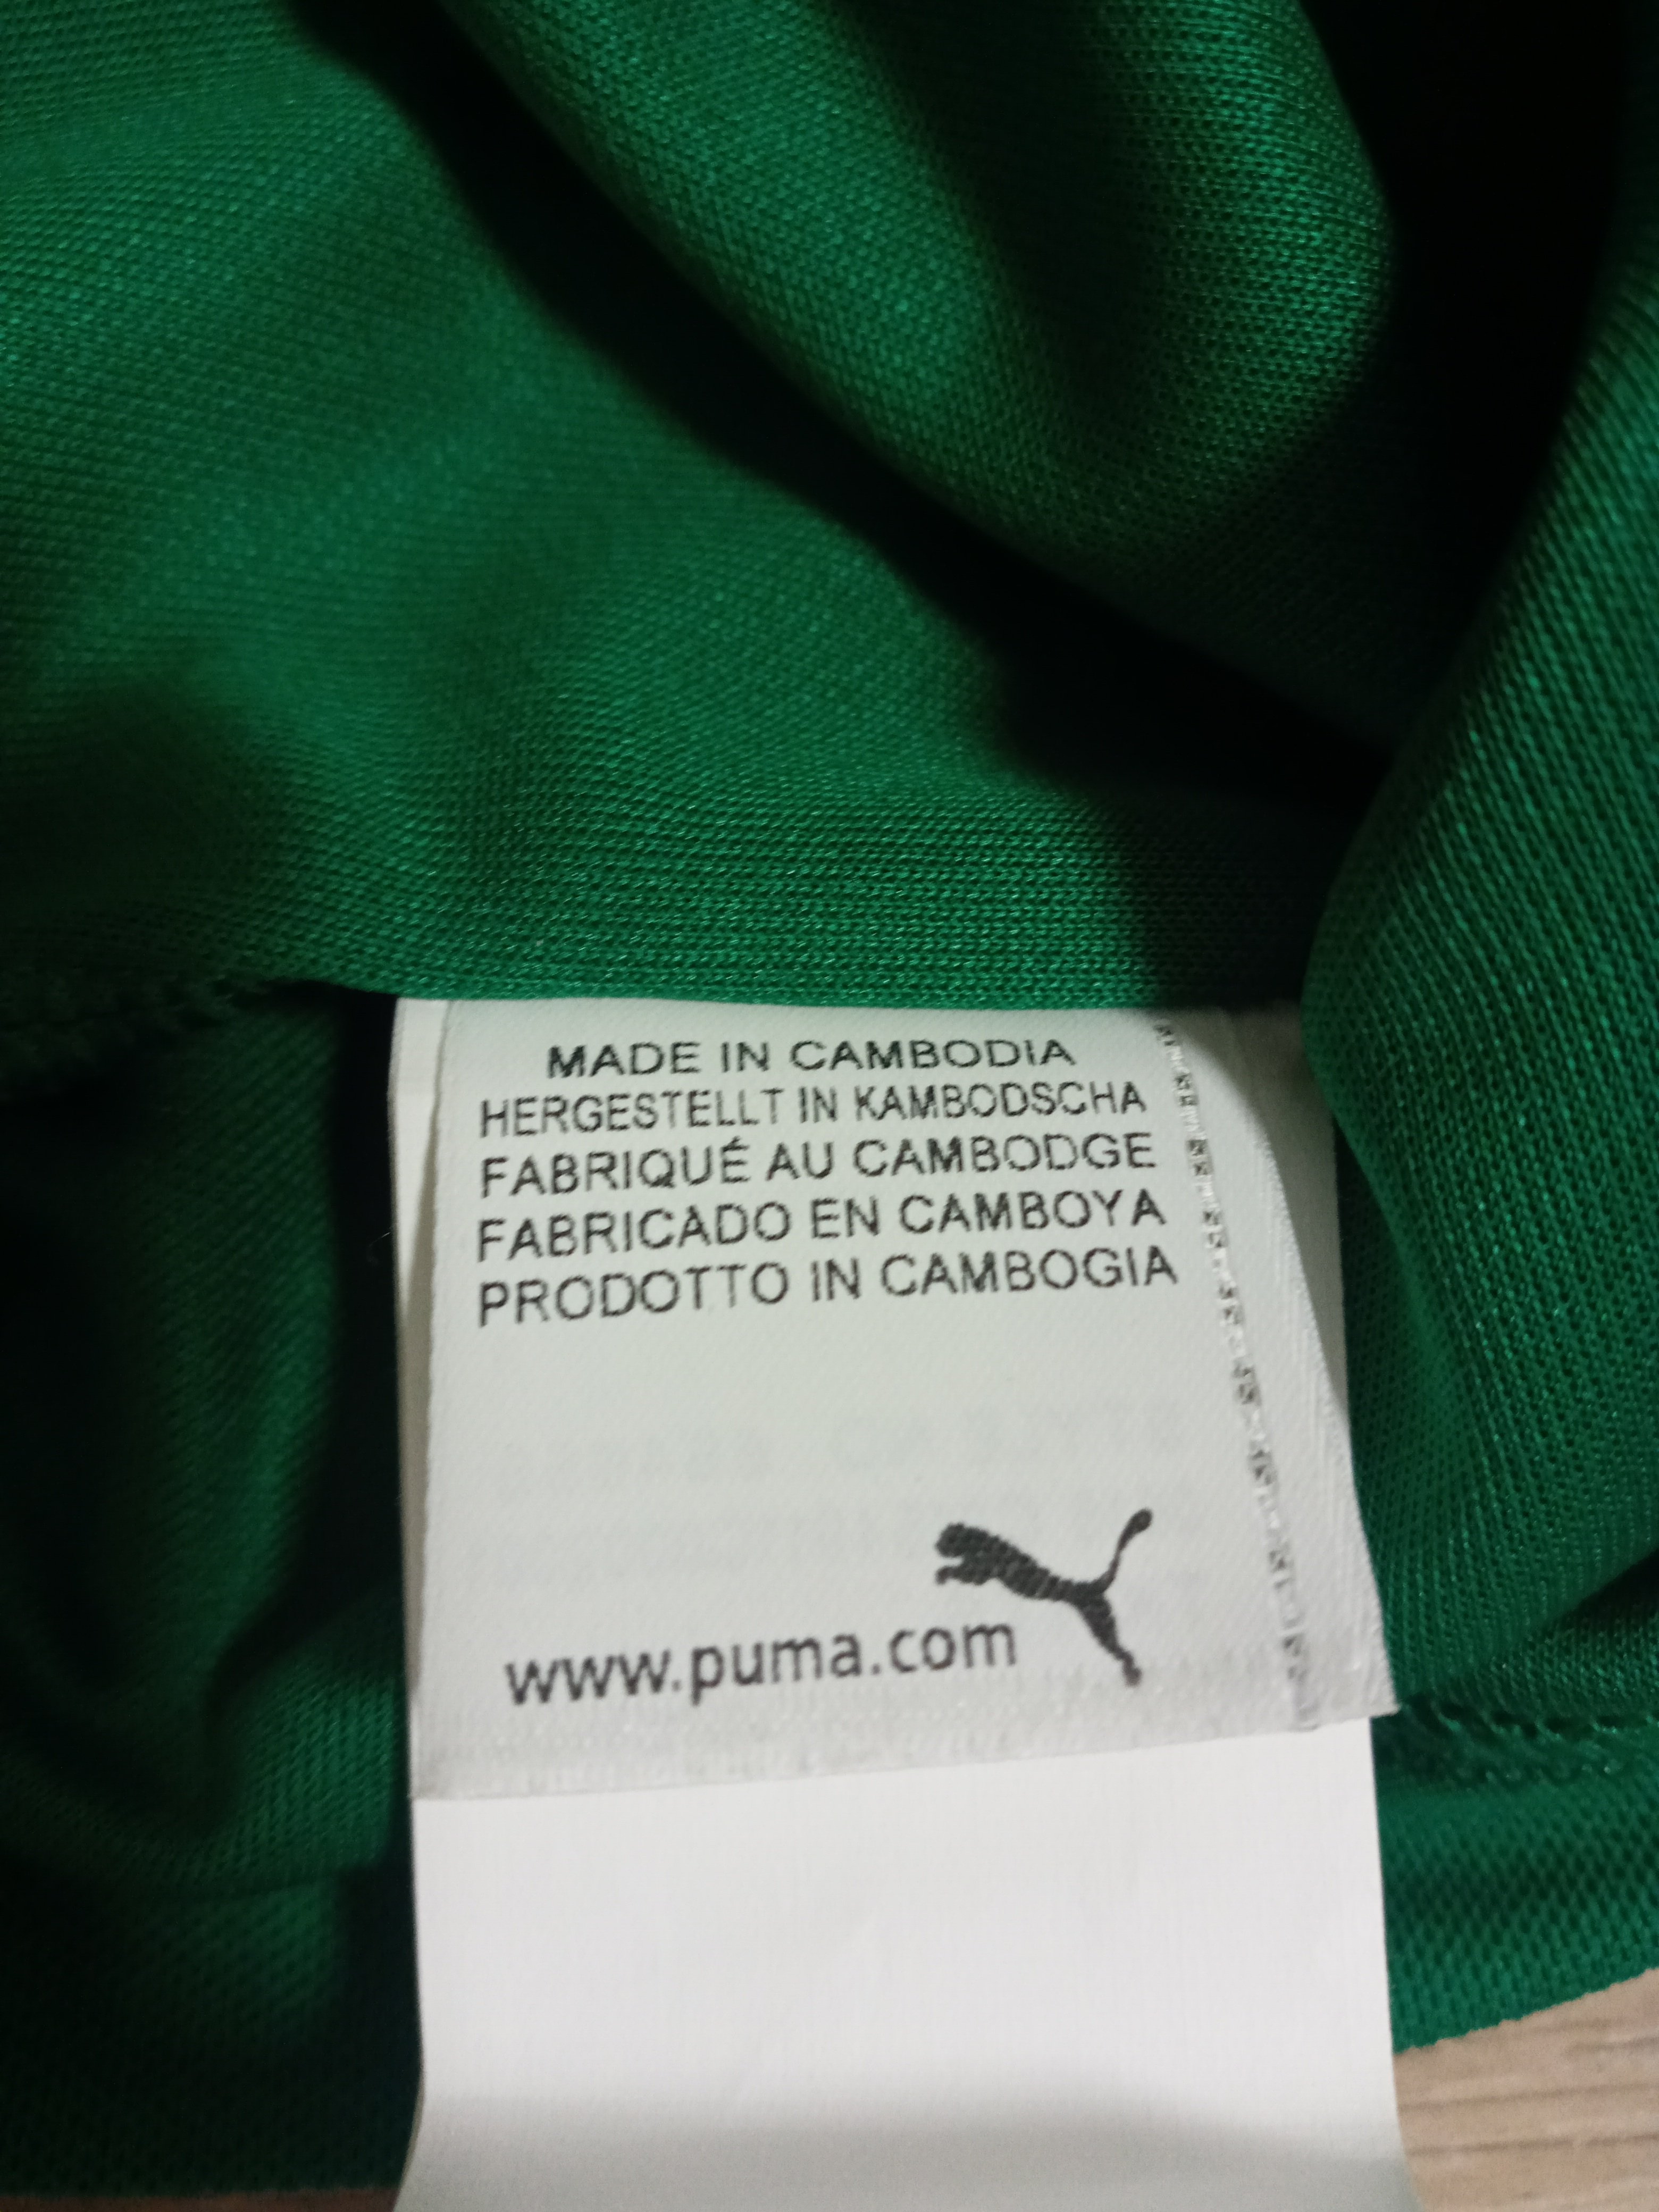 MADE IN CAMBODIA
HERGESTELLT IN KAMBODSCHA
FABRIQUÉ AU CAMBODGE
FABRICADO EN CAMBOYA
PRODOTTO IN CAMBOGIA
www.puma.com